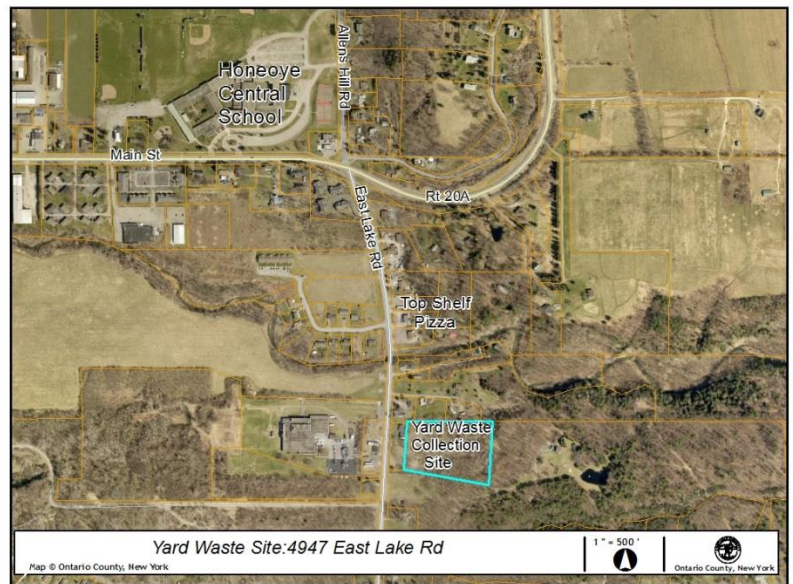 Honeoye
Central
School
Allens Hill Rd
Main St
Rt 20A
East Lake Rd
Top Shelf
Pizza
Yard Waste
Collection
Site
Yard Waste Site:4947 East Lake Rd
Map © Ontario County, New York
1 " = 500 '
Ontario County, New York